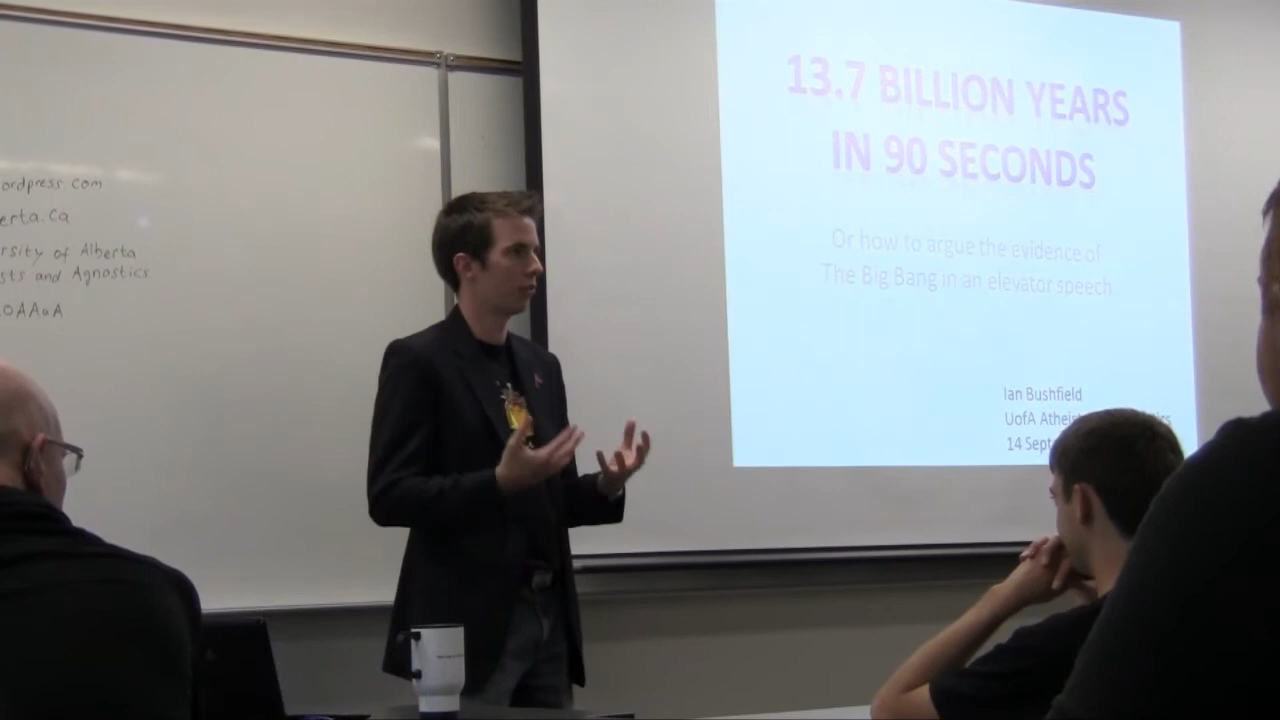 ordpress.com
erta.ca
rsity of Alberta
sts and Agnostics
OAAuA
13.7 BILLION YEARS
IN 90 SECONDS
Or how to argue the evidence of
The Big Bang in an elevator speech
Ian Bushfield
UofA Atheist
14 Sept